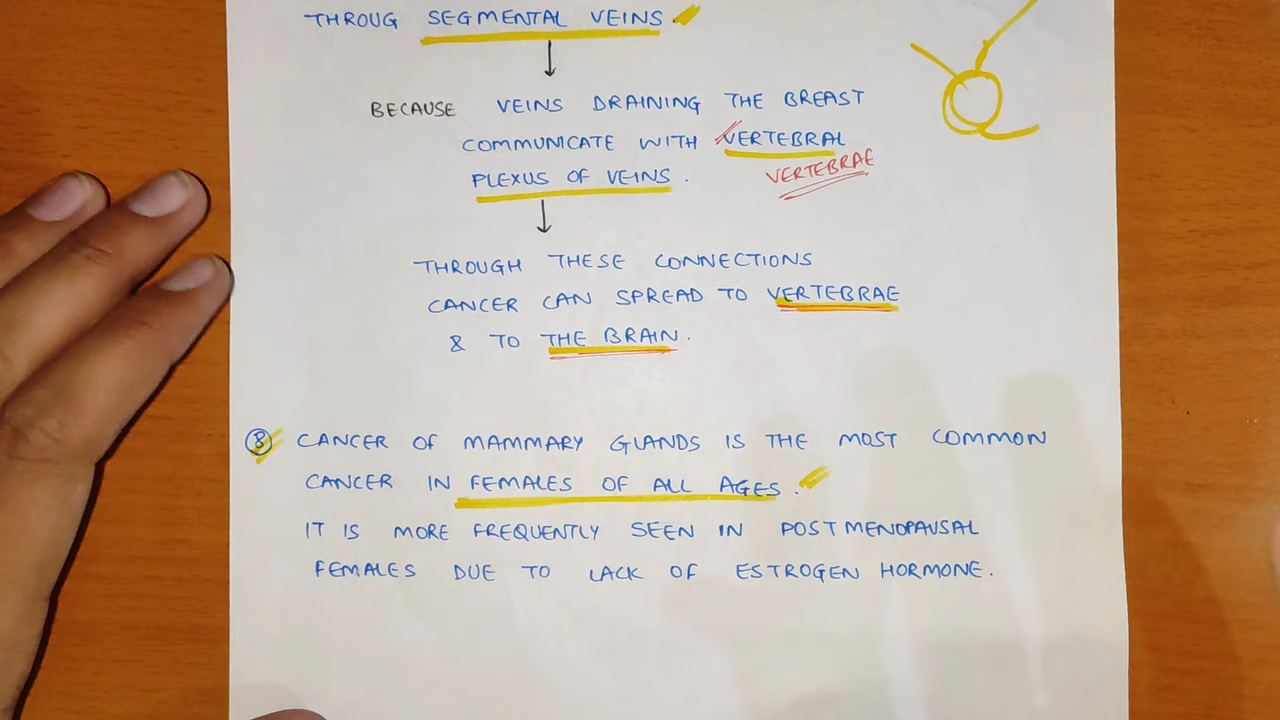 THROUG SEGMENTAL VEINS
BECAUSE VEINS DRAINING THE BREAST
COMMUNICATE WITH VERTEBRAL
VERTEBRAE
PLEXUS OF VEINS.
THROUGH THESE CONNECTIONS
CANCER CAN SPREAD TO VERTEBRAE
& TO THE BRAIN.
8 CANCER OF MAMMARY GLANDS IS THE MOST COMMON
CANCER IN FEMALES OF ALL AGES.
IT IS MORE FREQUENTLY SEEN IN POSTMENOPAUSAL
FEMALES DUE TO LACK OF ESTROGEN HORMONE.